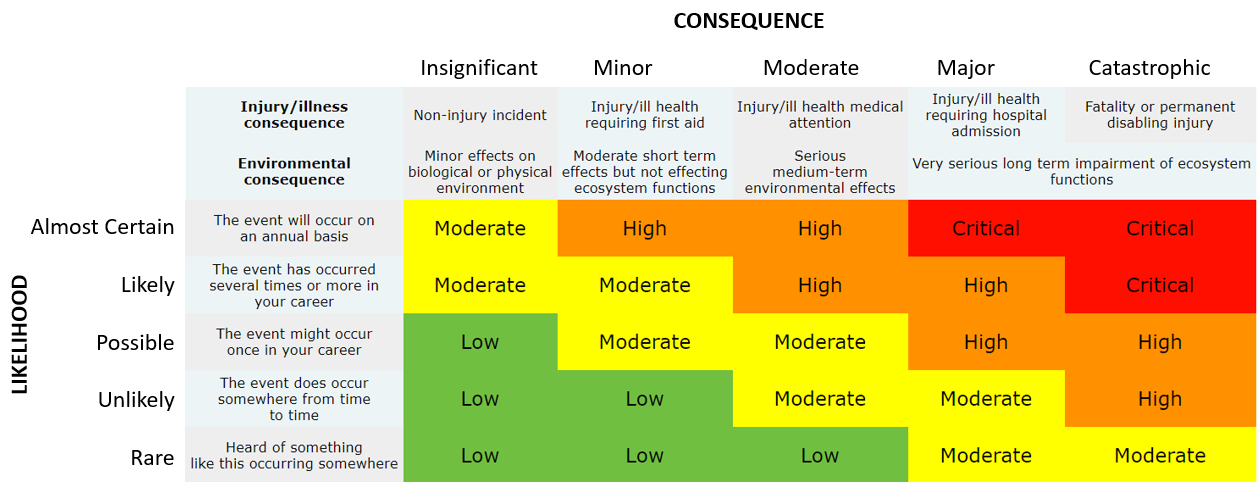 CONSEQUENCE
Insignificant Minor Moderate Major Catastrophic
Injury/illness
consequence
Non-injury incident
Injury/ill health
requiring first aid
Injury/ill health medical
attention
Injury/ill health
requiring hospital
admission
Fatality or permanent
disabling injury
Environmental
consequence
Minor effects on
biological or physical
environment
Moderate short term
effects but not effecting
ecosystem functions
Serious
medium-term
environmental effects
Very serious long term impairment of ecosystem
functions
LIKELIHOOD
Almost Certain
The event will occur on
an annual basis
Moderate High High Critical Critical
Likely
The event has occurred
several times or more in
your career
Moderate Moderate High High Critical
Possible
The event might occur
once in your career
Low Moderate Moderate High High
Unlikely
The event does occur
somewhere from time
to time
Low Low Moderate Moderate High
Rare
Heard of something
like this occurring somewhere
Low Low Low Moderate Moderate